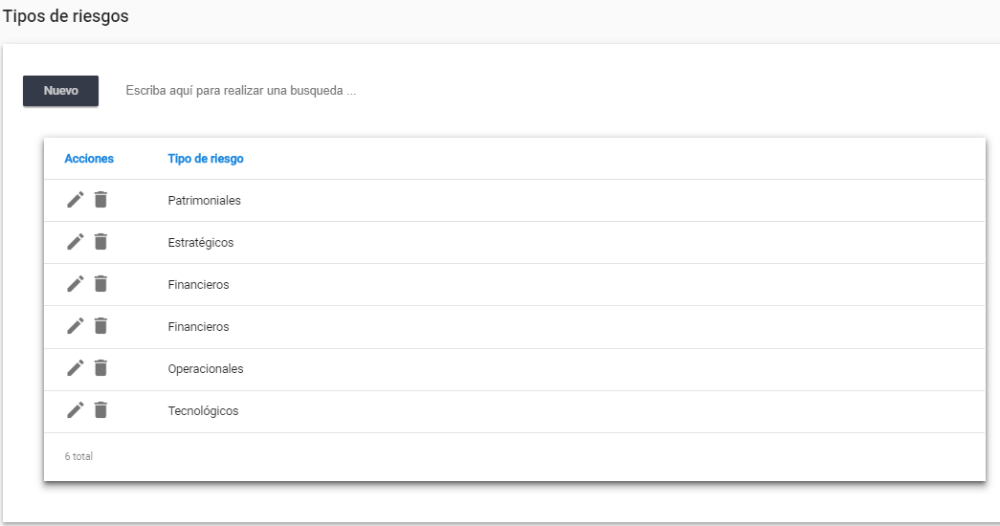 Tipos de riesgos
Nuevo
Escriba aquí para realizar una busqueda ...
Acciones Tipo de riesgo
Patrimoniales
Estratégicos
Financieros
Financieros
Operacionales
Tecnológicos
6 total